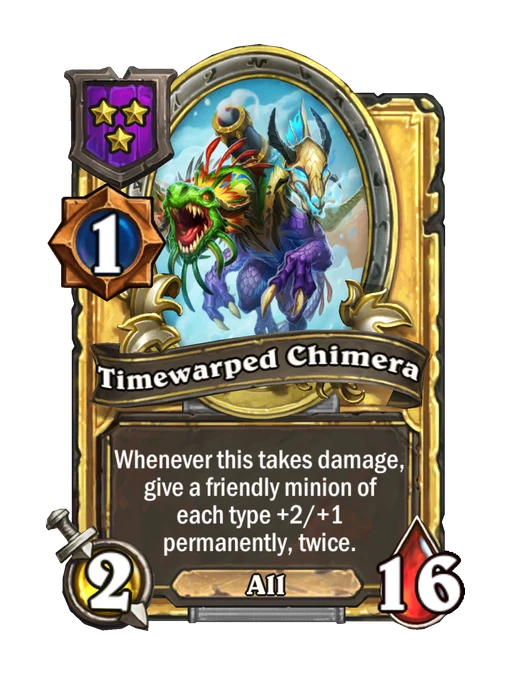 1
Timewarped Chimera
Whenever this takes damage,
give a friendly minion of
each type +2/+1
permanently, twice.
All
2
16